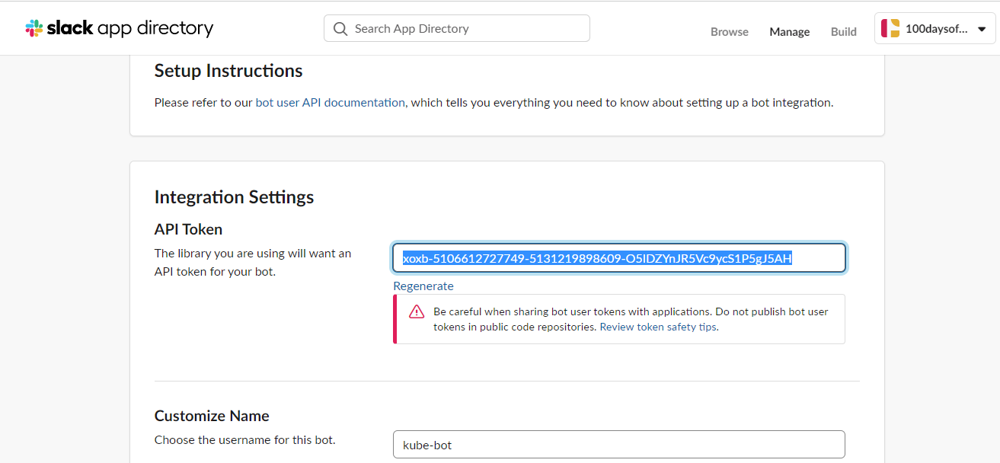 slack app directory
Search App Directory
Browse
Manage
Build
100daysof...
Setup Instructions
Please refer to our bot user API documentation, which tells you everything you need to know about setting up a bot integration.
Integration Settings
API Token
The library you are using will want an
API token for your bot.
xoxb-5106612727749-5131219898609-O5IDZYnJR5Vc9ycS1P5gJ5AH
Regenerate
Be careful when sharing bot user tokens with applications. Do not publish bot user
tokens in public code repositories. Review token safety tips.
Customize Name
Choose the username for this bot.
kube-bot